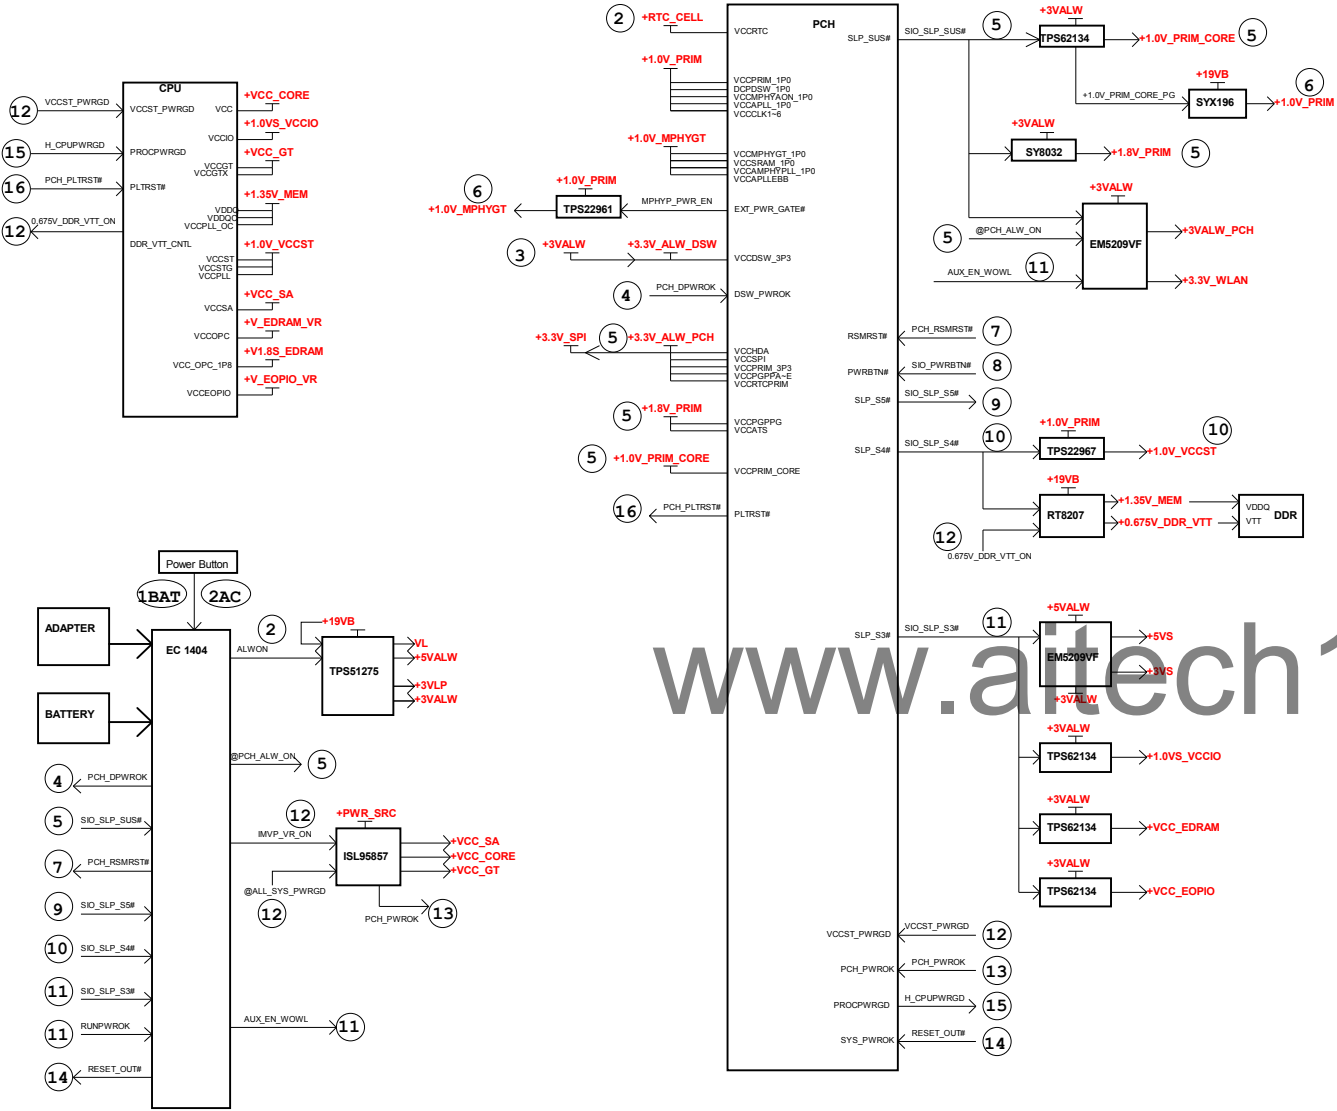 CPU
12 VCCST_PWRGD VCCST_PWRGD
15 H_CPUPWRGD PROCPWRGD
16 PCH_PLTRST# PLTRST#
12 0.675V_DDR_VTT_ON DDR_VTT_CNTL
VCC +VCC_CORE
VCCIO +1.0VS_VCCIO
VCCGT +VCC_GT
VCCGTX
VDDQ +1.35V_MEM
VDDQC
VCCPLL_OC
VCCST +1.0V_VCCST
VCCSTG
VCCPLL
VCCSA +VCC_SA
VCCOPC +V_EDRAM_VR
VCC_OPC_1P8 +V1.8S_EDRAM
VCCEOPIO +V_EOPIO_VR
PCH
2 +RTC_CELL VCCRTC
+1.0V_PRIM
VCCPRIM_1P0
DCPDSW_1P0
VCCMPHYAON_1P0
VCCAPLL_1P0
VCCCLK1~6
+1.0V_MPHYGT
VCCMPHYGT_1P0
VCCSRAM_1P0
VCCAMPHYPLL_1P0
VCCAPLLEBB
6 +1.0V_MPHYGT +1.0V_PRIM TPS22961 MPHYP_PWR_EN EXT_PWR_GATE#
3 +3VALW +3.3V_ALW_DSW VCCDSW_3P3
4 PCH_DPWROK DSW_PWROK
+3.3V_SPI 5 +3.3V_ALW_PCH
VCCHDA
VCCSPI
VCCPRIM_3P3
VCCPGPPA~E
VCCRTCPRIM
5 +1.8V_PRIM
VCCPGPPG
VCCATS
5 +1.0V_PRIM_CORE VCCPRIM_CORE
16 PCH_PLTRST# PLTRST#
SLP_SUS# SIO_SLP_SUS# 5
+3VALW TPS62134 +1.0V_PRIM_CORE 5
+1.0V_PRIM_CORE_PG +19VB SYX196 6 +1.0V_PRIM
+3VALW SY8032 +1.8V_PRIM 5
+3VALW
5 @PCH_ALW_ON EM5209VF +3VALW_PCH
AUX_EN_WOWL 11 +3.3V_WLAN
RSMRST# PCH_RSMRST# 7
PWRBTN# SIO_PWRBTN# 8
SLP_S5# SIO_SLP_S5# 9
SLP_S4# SIO_SLP_S4# 10
+1.0V_PRIM TPS22967 +1.0V_VCCST 10
+19VB RT8207 +1.35V_MEM
+0.675V_DDR_VTT
VDDQ
VTT
DDR
12 0.675V_DDR_VTT_ON
SLP_S3# SIO_SLP_S3# 11
+5VALW EM5209VF +5VS
+3VS
+3VALW
+3VALW TPS62134 +1.0VS_VCCIO
+3VALW TPS62134 +VCC_EDRAM
+3VALW TPS62134 +VCC_EOPIO
VCCST_PWRGD VCCST_PWRGD 12
PCH_PWROK PCH_PWROK 13
PROCPWRGD H_CPUPWRGD 15
SYS_PWROK RESET_OUT# 14
www.aitech1
Power Button
1BAT 2AC
ADAPTER
BATTERY
EC 1404
ALWON 2
+19VB
TPS51275
VL
+5VALW
+3VLP
+3VALW
@PCH_ALW_ON 5
IMVP_VR_ON 12
+PWR_SRC
ISL95857
+VCC_SA
+VCC_CORE
+VCC_GT
@ALL_SYS_PWRGD
12
PCH_PWROK 13
AUX_EN_WOWL 11
4 PCH_DPWROK
5 SIO_SLP_SUS#
7 PCH_RSMRST#
9 SIO_SLP_S5#
10 SIO_SLP_S4#
11 SIO_SLP_S3#
11 RUNPWROK
14 RESET_OUT#